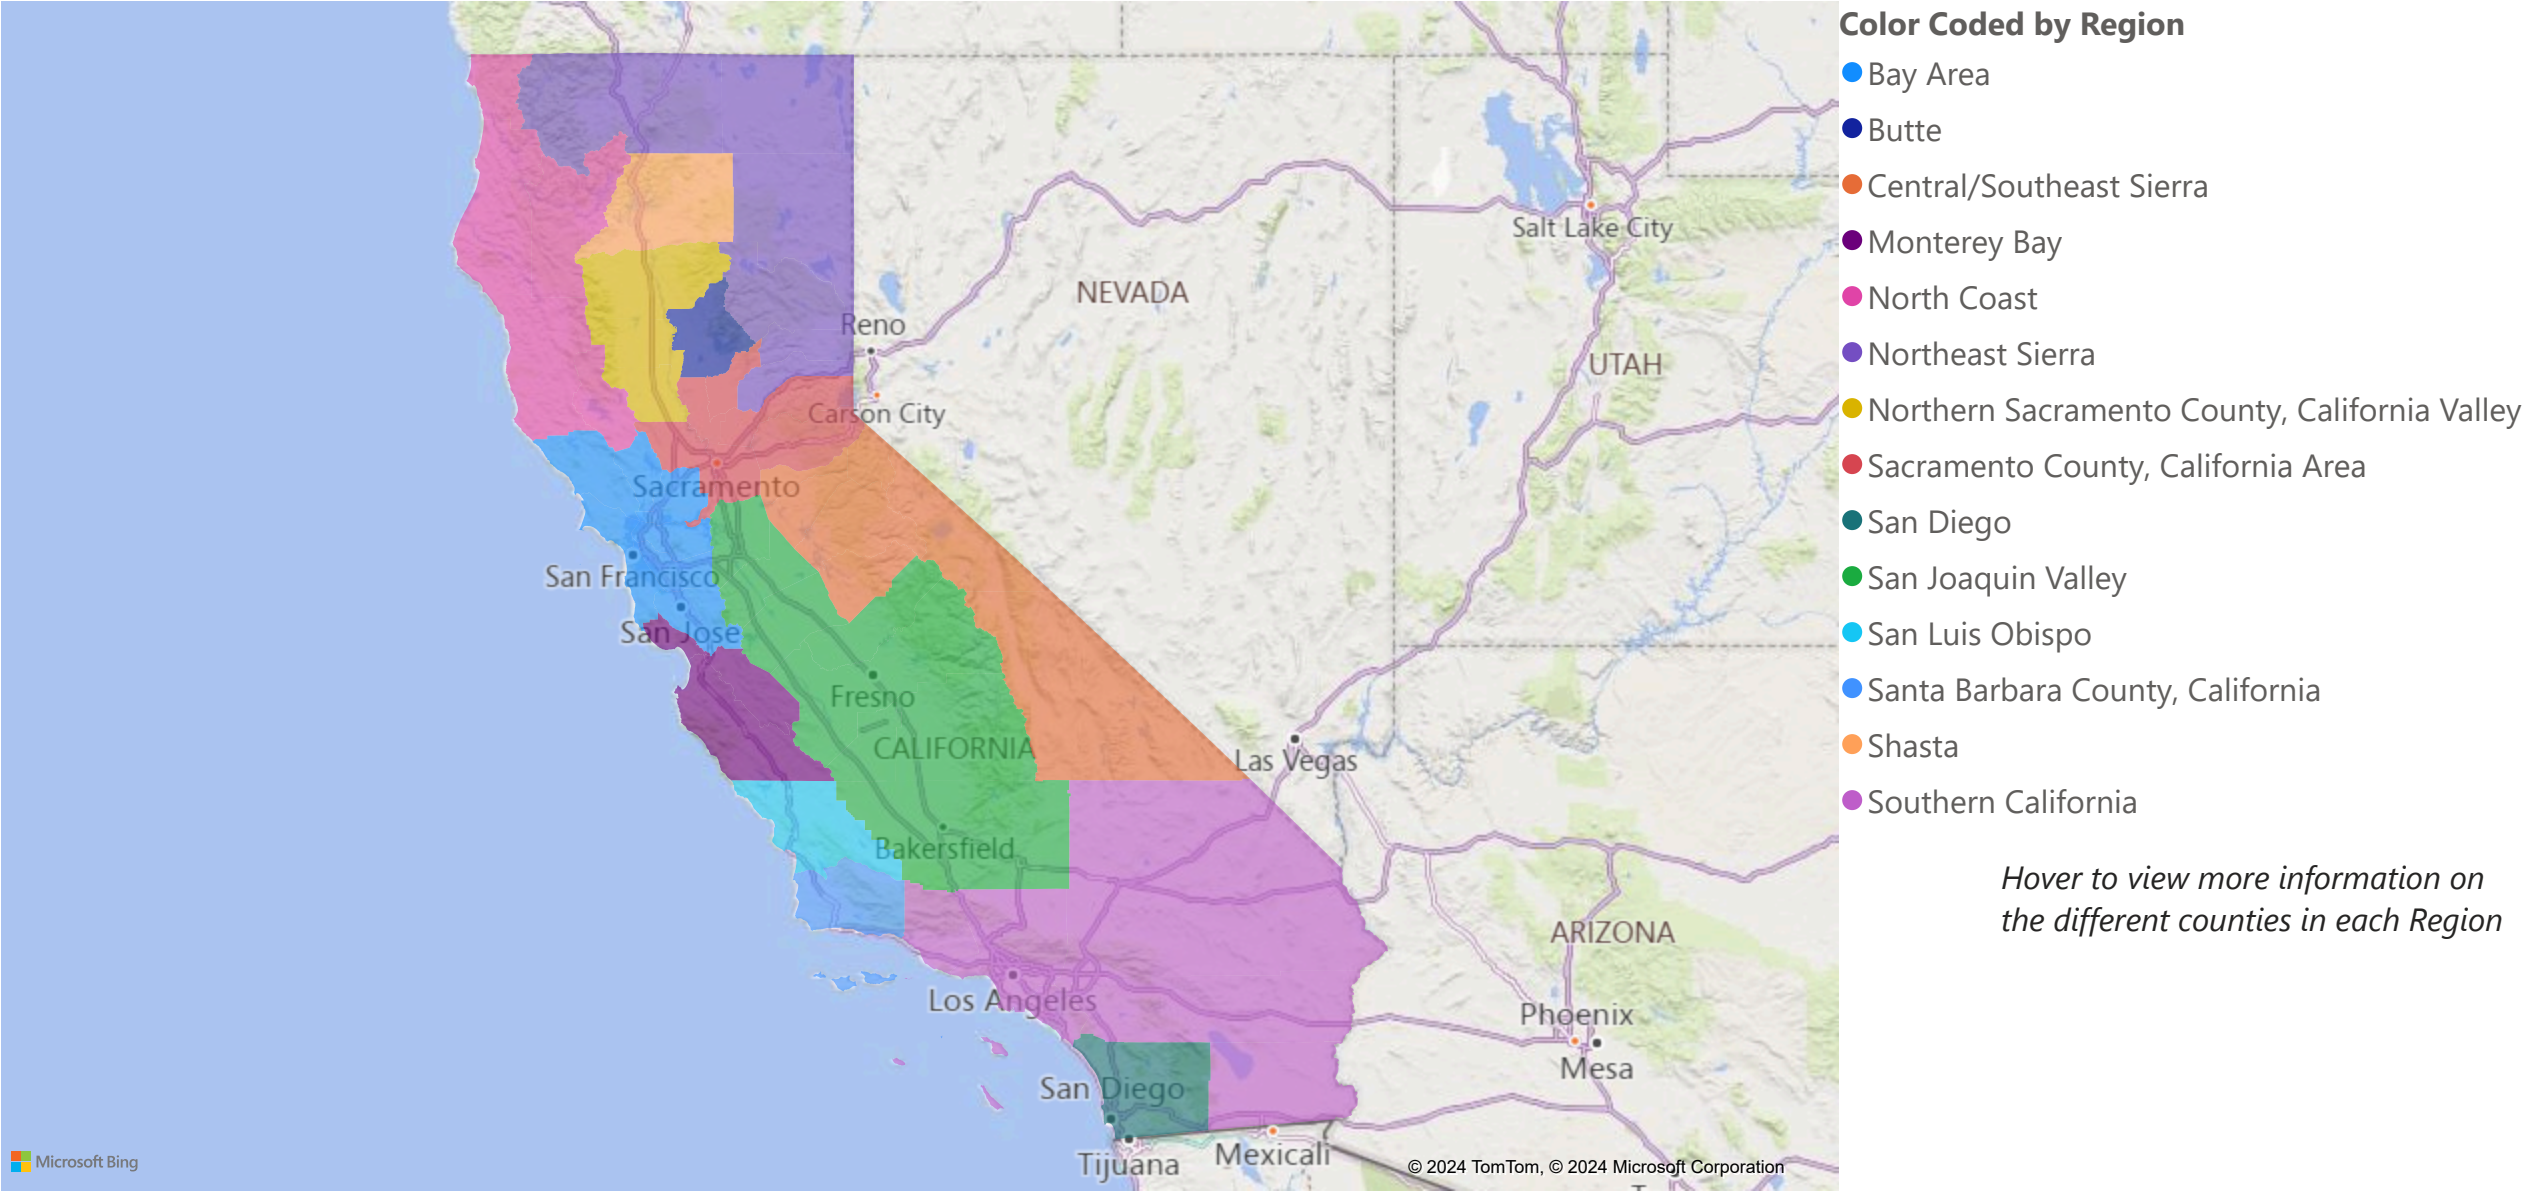 Color Coded by Region
Bay Area
Butte
Central/Southeast Sierra
Monterey Bay
North Coast
Northeast Sierra
Northern Sacramento County, California Valley
Sacramento County, California Area
San Diego
San Joaquin Valley
San Luis Obispo
Santa Barbara County, California
Shasta
Southern California
Hover to view more information on
the different counties in each Region
Salt Lake City
NEVADA
Reno
UTAH
Carson City
Sacramento
San Francisco
San Jose
Fresno
CALIFORNIA
Las Vegas
Bakersfield
ARIZONA
Los Angeles
Phoenix
Mesa
San Diego
Tijuana
Mexicali
Microsoft Bing
© 2024 TomTom, © 2024 Microsoft Corporation